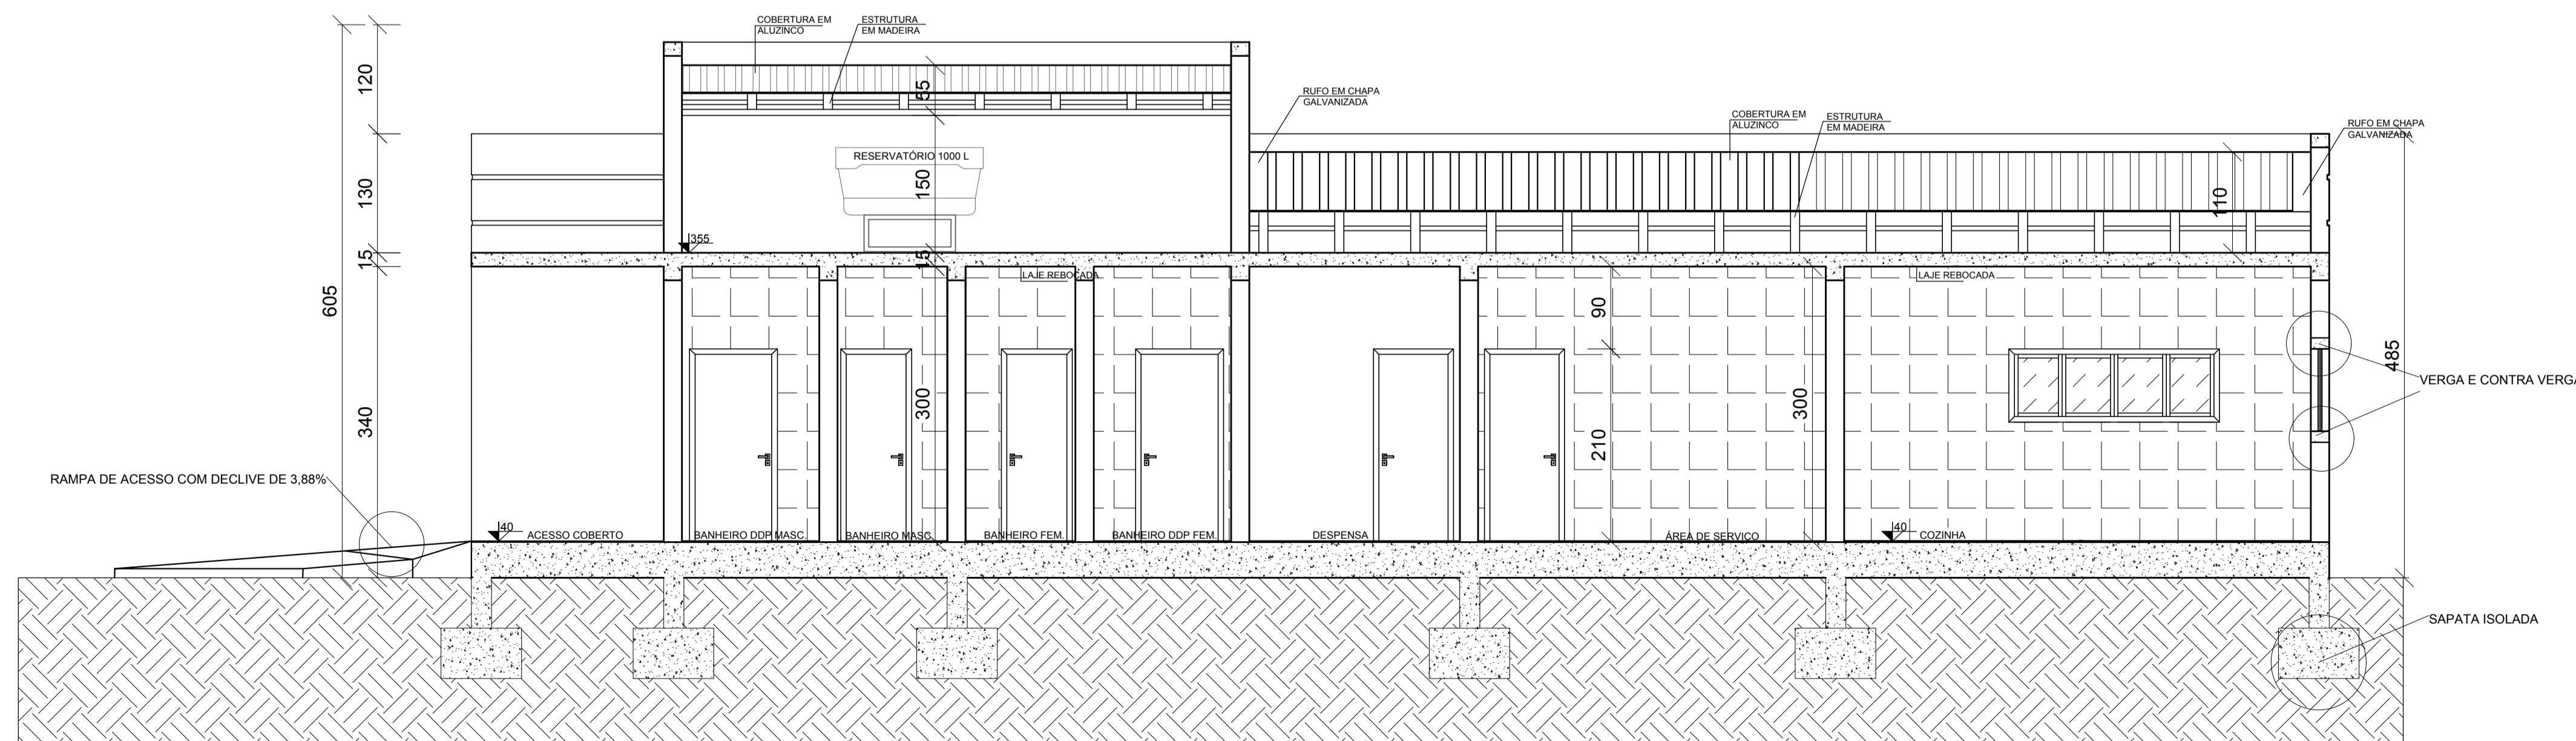 COBERTURA EM
ALUZINCO
ESTRUTURA
EM MADEIRA
RUFO EM CHAPA
GALVANIZADA
COBERTURA EM
ALUZINCO
ESTRUTURA
EM MADEIRA
RUFO EM CHAPA
GALVANIZADA
120
130
15
340
605
55
150
15
300
RESERVATÓRIO 1000 L
355
110
LAJE REBOCADA
LAJE REBOCADA
90
210
300
485
VERGA E CONTRA VERGA
RAMPA DE ACESSO COM DECLIVE DE 3,88%
40
ACESSO COBERTO
BANHEIRO DDP MASC.
BANHEIRO MASC.
BANHEIRO FEM.
BANHEIRO DDP FEM.
DESPENSA
ÁREA DE SERVIÇO
40
COZINHA
SAPATA ISOLADA